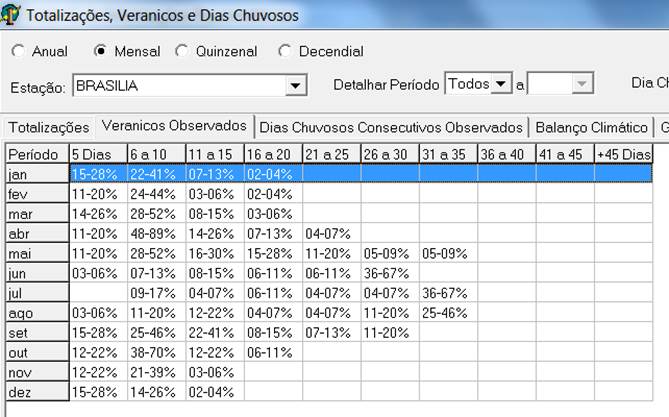 Totalizações, Veranicos e Dias Chuvosos
Anual Mensal Quinzenal Decendial
Estação: BRASILIA Detalhar Período Todos a Dia Ch
Totalizações Veranicos Observados Dias Chuvosos Consecutivos Observados Balanço Climático G
Período 5 Dias 6 a 10 11 a 15 16 a 20 21 a 25 26 a 30 31 a 35 36 a 40 41 a 45 +45 Dias
jan 15-28% 22-41% 07-13% 02-04%
fev 11-20% 24-44% 03-06% 02-04%
mar 14-26% 28-52% 08-15% 03-06%
abr 11-20% 48-89% 14-26% 07-13% 04-07%
mai 11-20% 28-52% 16-30% 15-28% 11-20% 05-09% 05-09%
jun 03-06% 07-13% 08-15% 06-11% 06-11% 36-67%
jul 09-17% 04-07% 06-11% 04-07% 04-07% 36-67%
ago 03-06% 11-20% 12-22% 04-07% 04-07% 11-20% 25-46%
set 15-28% 25-46% 22-41% 08-15% 07-13% 11-20%
out 12-22% 38-70% 12-22% 06-11%
nov 12-22% 21-39% 03-06%
dez 15-28% 14-26% 02-04%